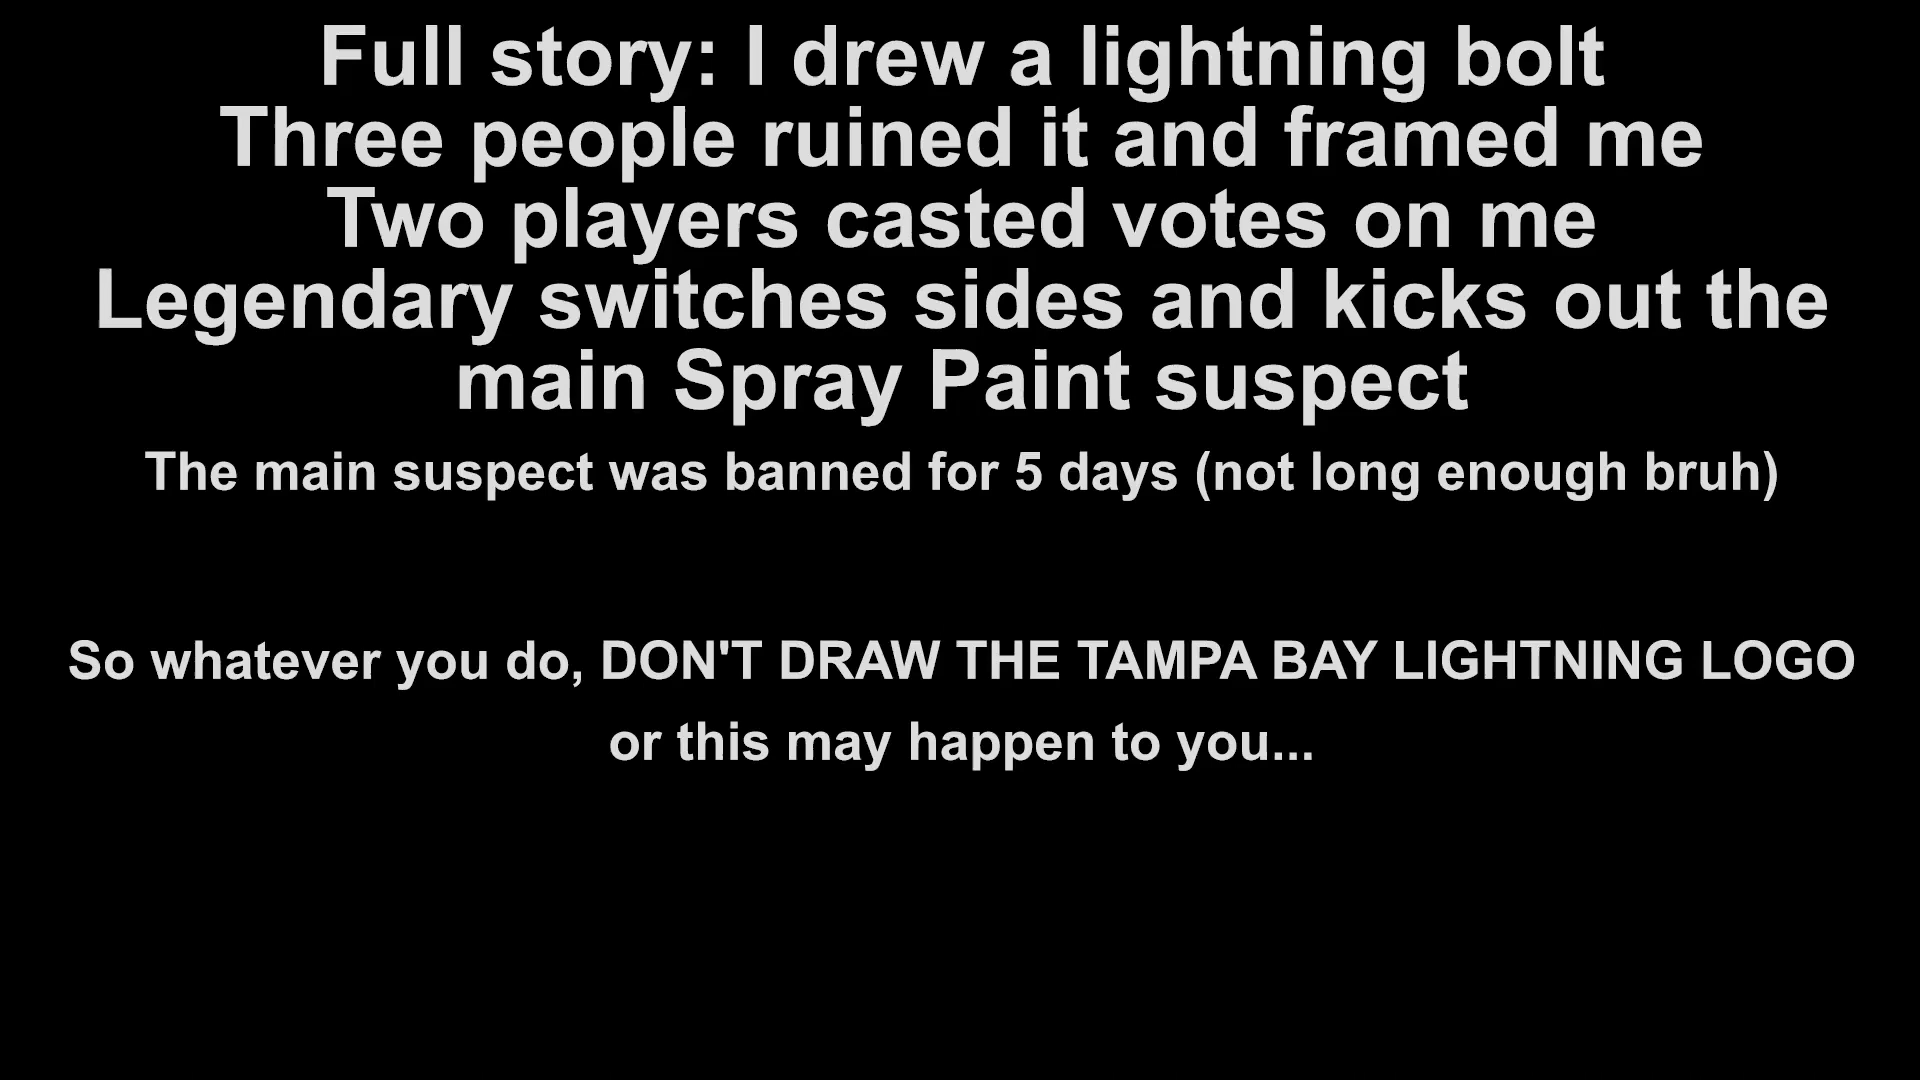 Full story: I drew a lightning bolt
Three people ruined it and framed me
Two players casted votes on me
Legendary switches sides and kicks out the
main Spray Paint suspect
The main suspect was banned for 5 days (not long enough bruh)
So whatever you do, DON'T DRAW THE TAMPA BAY LIGHTNING LOGO
or this may happen to you...